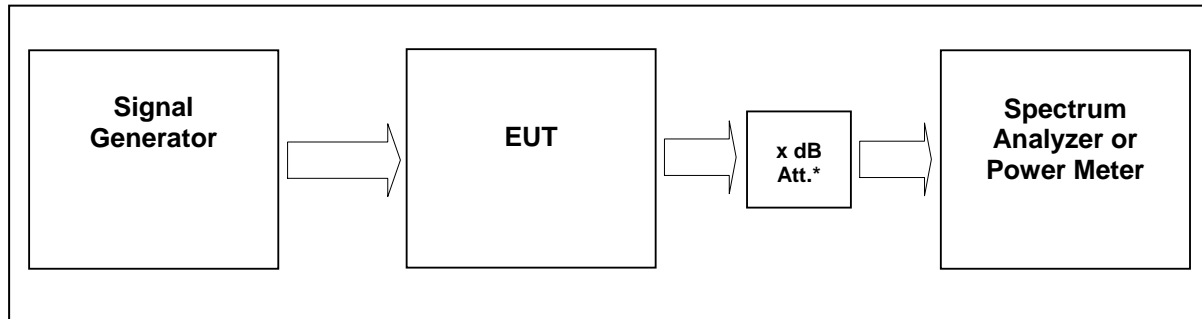 Signal
Generator
EUT
x dB
Att.*
Spectrum
Analyzer or
Power Meter